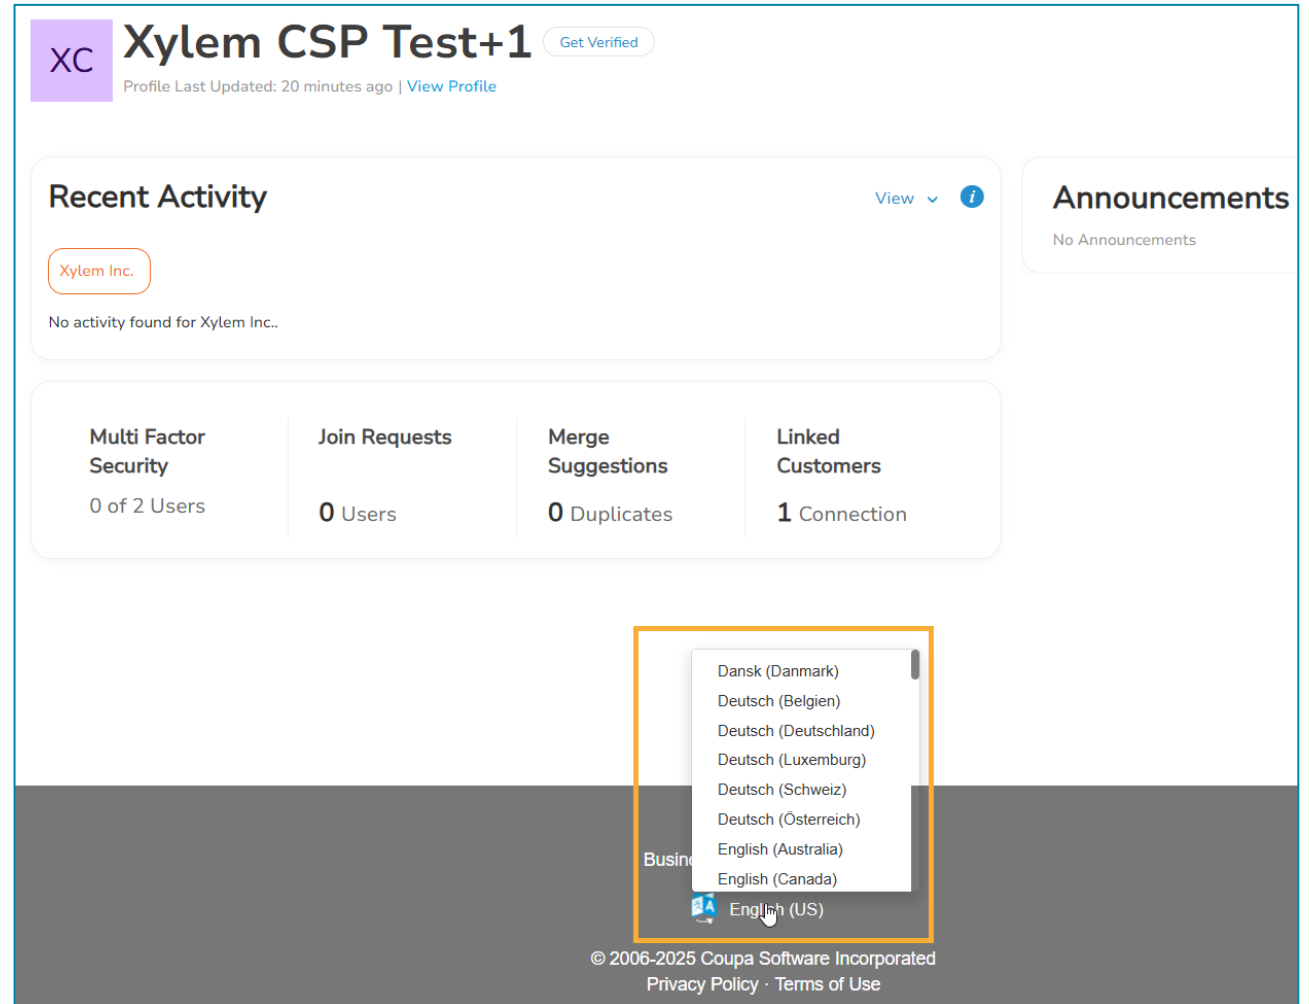 XC
Xylem CSP Test+1
Get Verified
Profile Last Updated: 20 minutes ago | View Profile
Recent Activity
View
i
Xylem Inc.
No activity found for Xylem Inc..
Announcements
No Announcements
Multi Factor
Security
0 of 2 Users
Join Requests
0 Users
Merge
Suggestions
0 Duplicates
Linked
Customers
1 Connection
Dansk (Danmark)
Deutsch (Belgien)
Deutsch (Deutschland)
Deutsch (Luxemburg)
Deutsch (Schweiz)
Deutsch (Österreich)
English (Australia)
English (Canada)
A
English (US)
© 2006-2025 Coupa Software Incorporated
Privacy Policy · Terms of Use